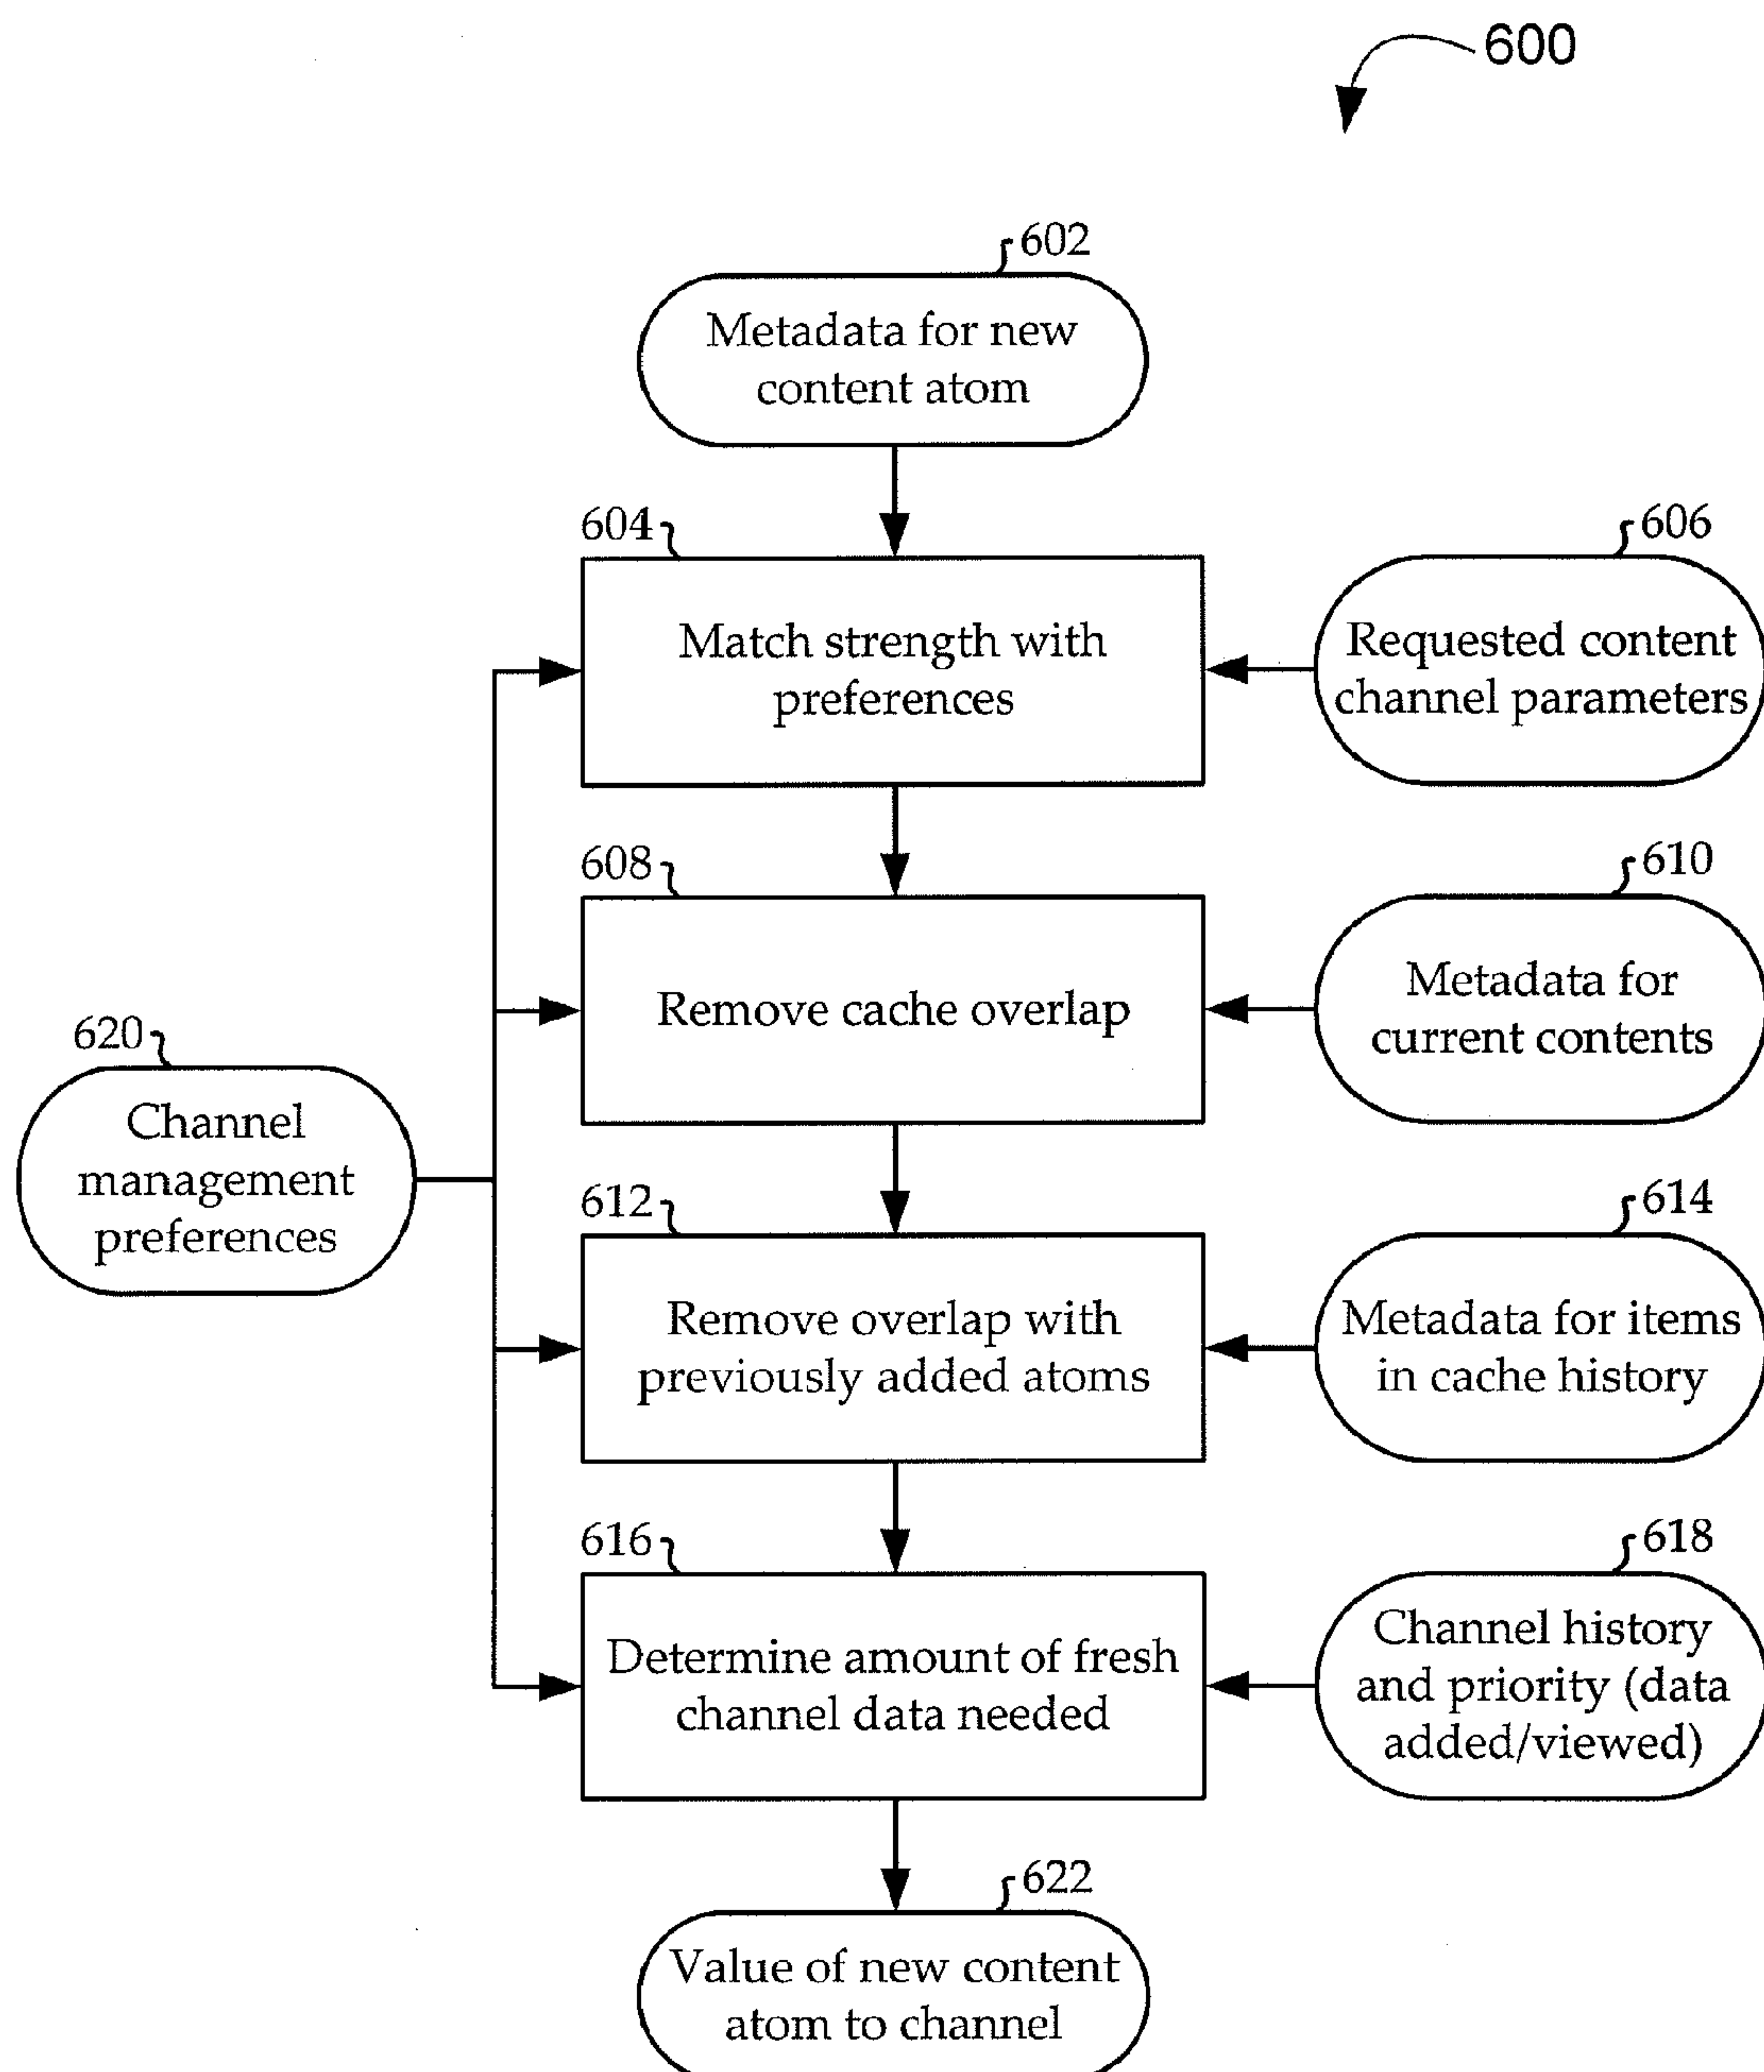 600
602
Metadata for new
content atom
604
Match strength with
preferences
606
Requested content
channel parameters
608
Remove cache overlap
610
Metadata for
current contents
620
Channel
management
preferences
612
Remove overlap with
previously added atoms
614
Metadata for items
in cache history
616
Determine amount of fresh
channel data needed
618
Channel history
and priority (data
added/viewed)
622
Value of new content
atom to channel